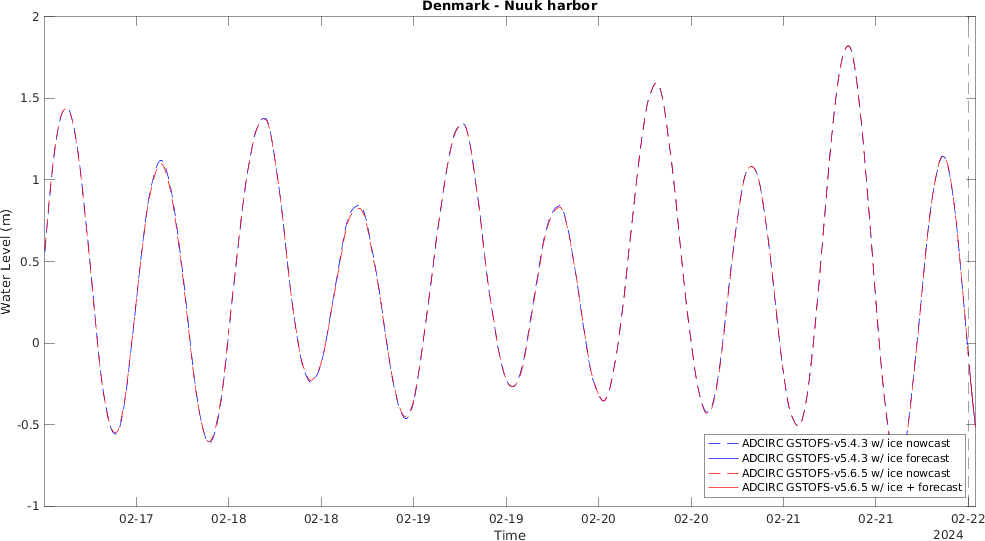 Denmark - Nuuk harbor
2
1.5
1
0.5
0
-0.5
-1
Water Level (m)
ADCIRC GSTOFS-v5.4.3 w/ ice nowcast
ADCIRC GSTOFS-v5.4.3 w/ ice forecast
ADCIRC GSTOFS-v5.6.5 w/ ice nowcast
ADCIRC GSTOFS-v5.6.5 w/ ice + forecast
02-17 02-18 02-18 02-19 02-19 02-20 02-20 02-21 02-21 02-22
Time
2024